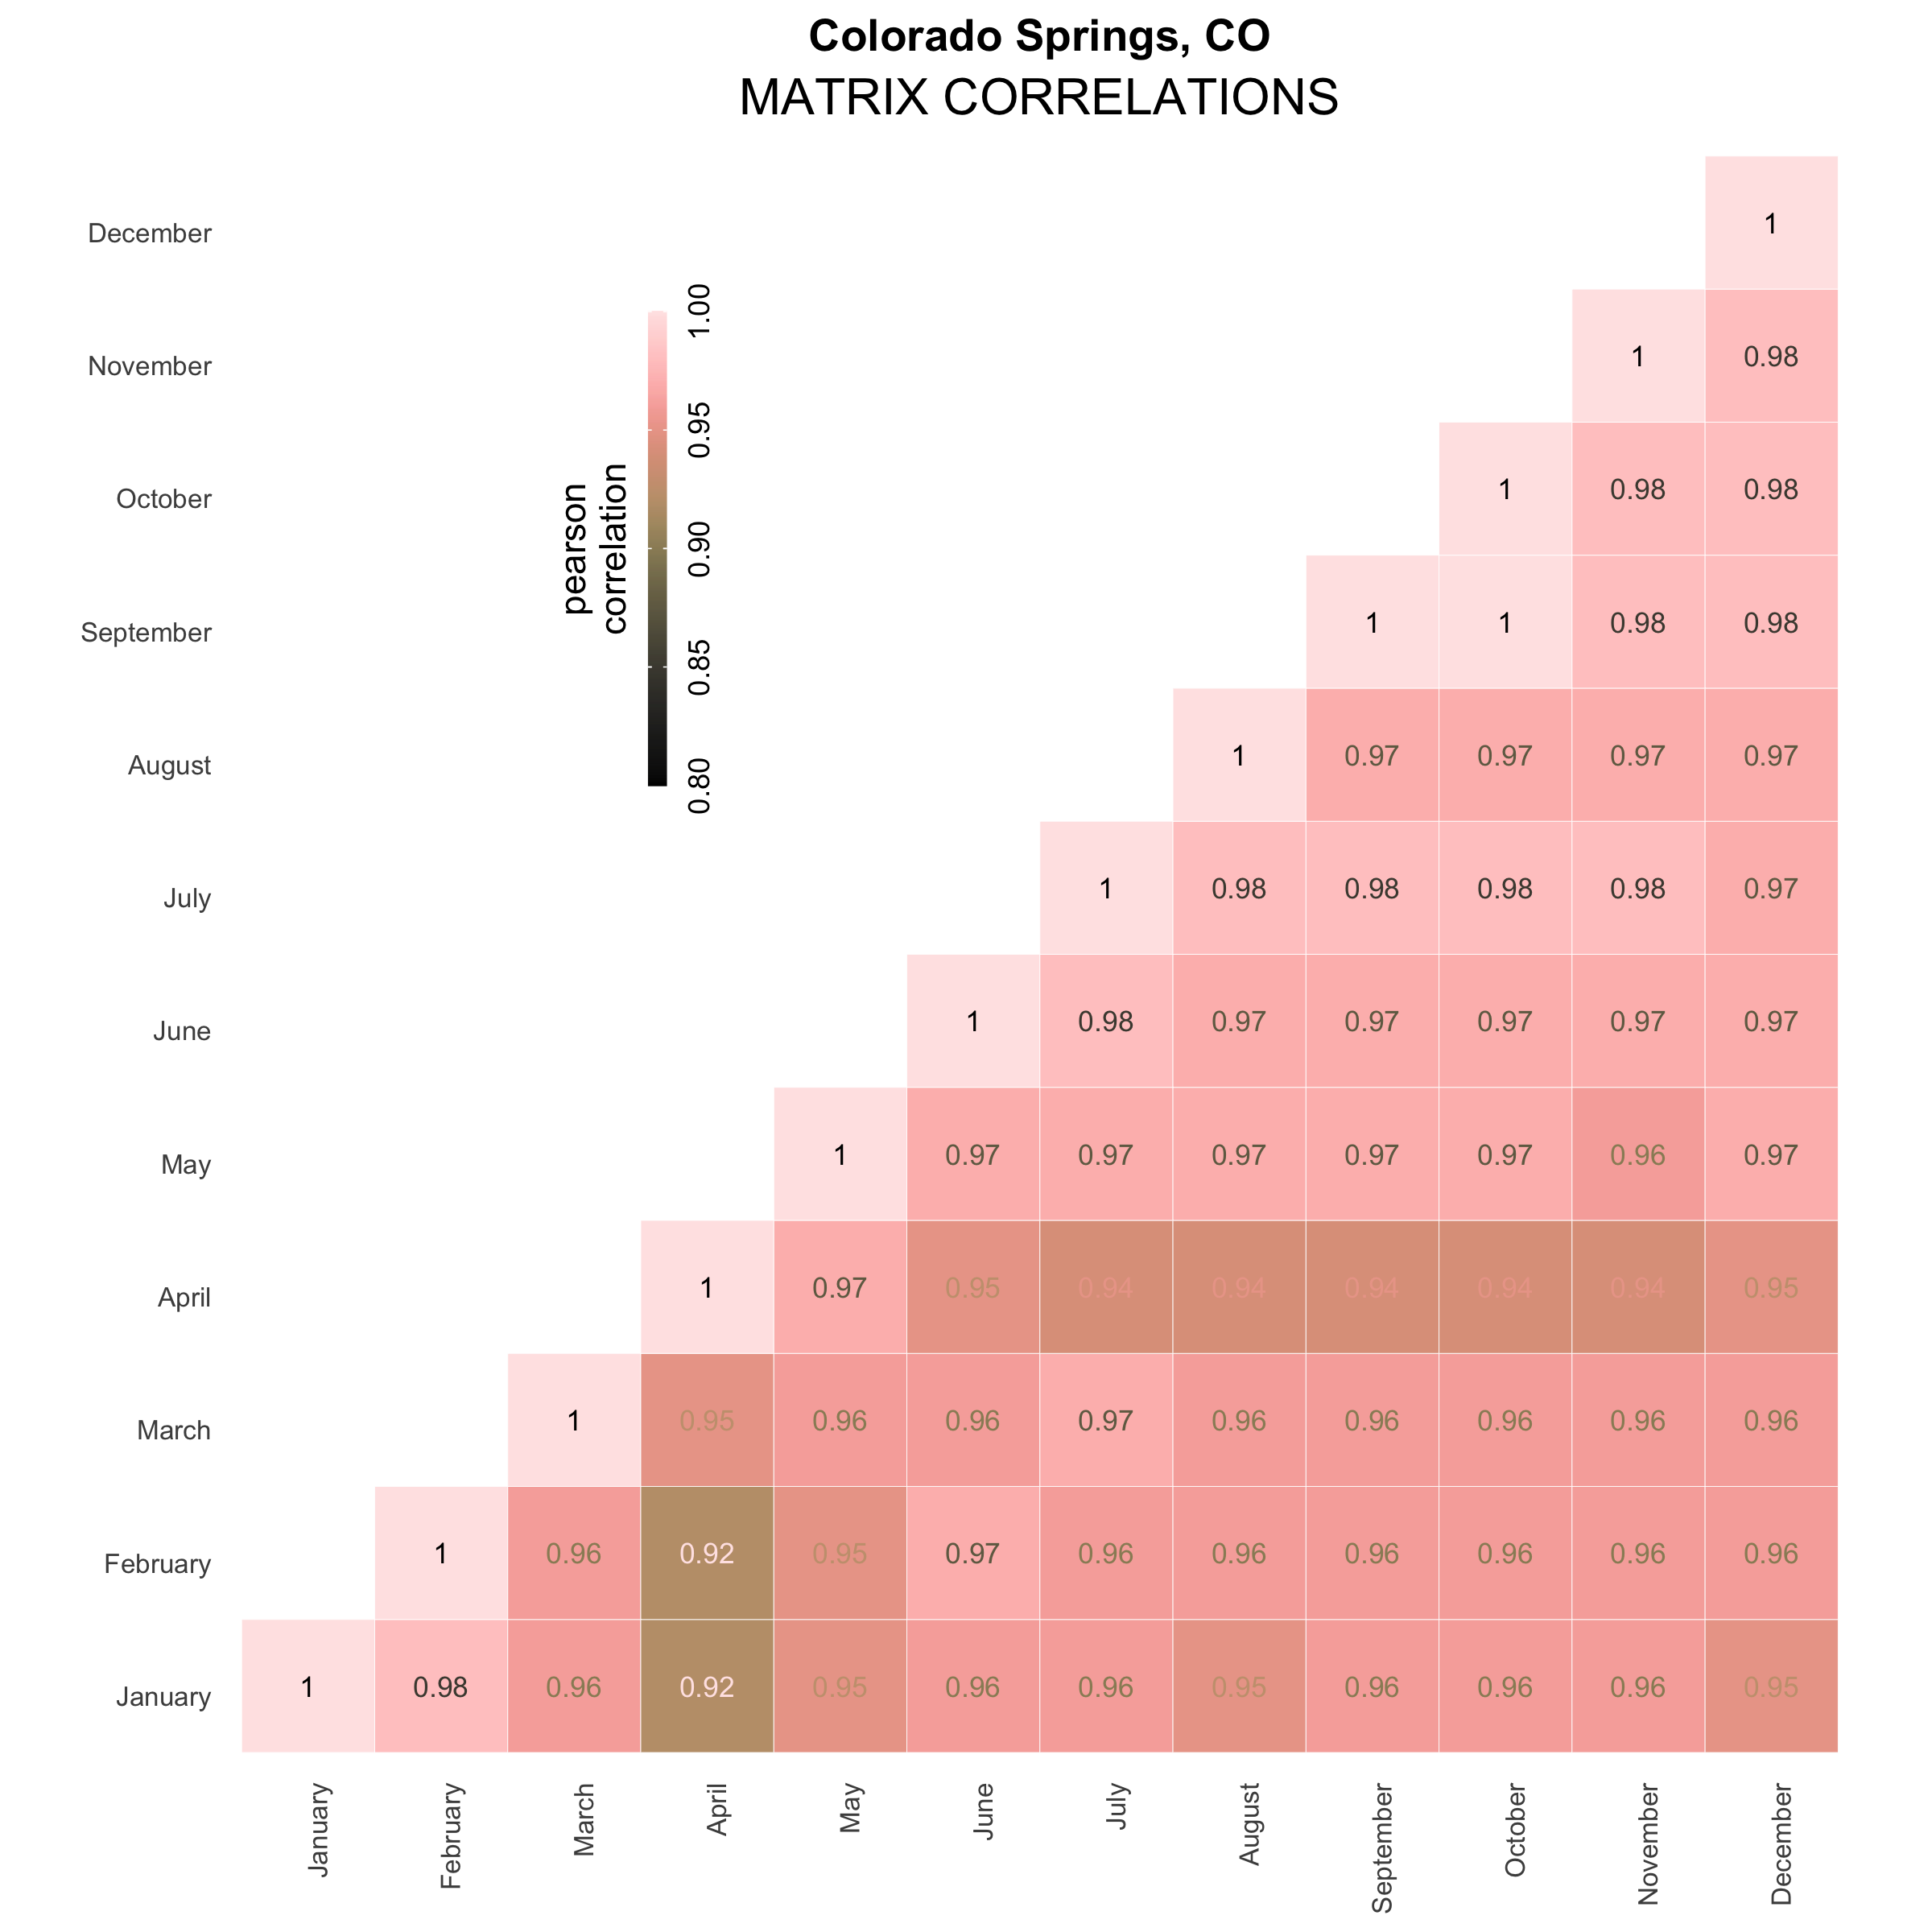 Colorado Springs, CO
MATRIX CORRELATIONS
pearson
correlation
1.00
0.95
0.90
0.85
0.80
December 1
November 1 0.98
October 1 0.98 0.98
September 1 1 0.98 0.98
August 1 0.97 0.97 0.97 0.97
July 1 0.98 0.98 0.98 0.98 0.97
June 1 0.98 0.97 0.97 0.97 0.97 0.97
May 1 0.97 0.97 0.97 0.97 0.97 0.96 0.97
April 1 0.97 0.95 0.94 0.94 0.94 0.94 0.94 0.95
March 1 0.95 0.96 0.96 0.97 0.96 0.96 0.96 0.96 0.96
February 1 0.96 0.92 0.95 0.97 0.96 0.96 0.96 0.96 0.96 0.96
January 1 0.98 0.96 0.92 0.95 0.96 0.96 0.95 0.96 0.96 0.96 0.95
January
February
March
April
May
June
July
August
September
October
November
December